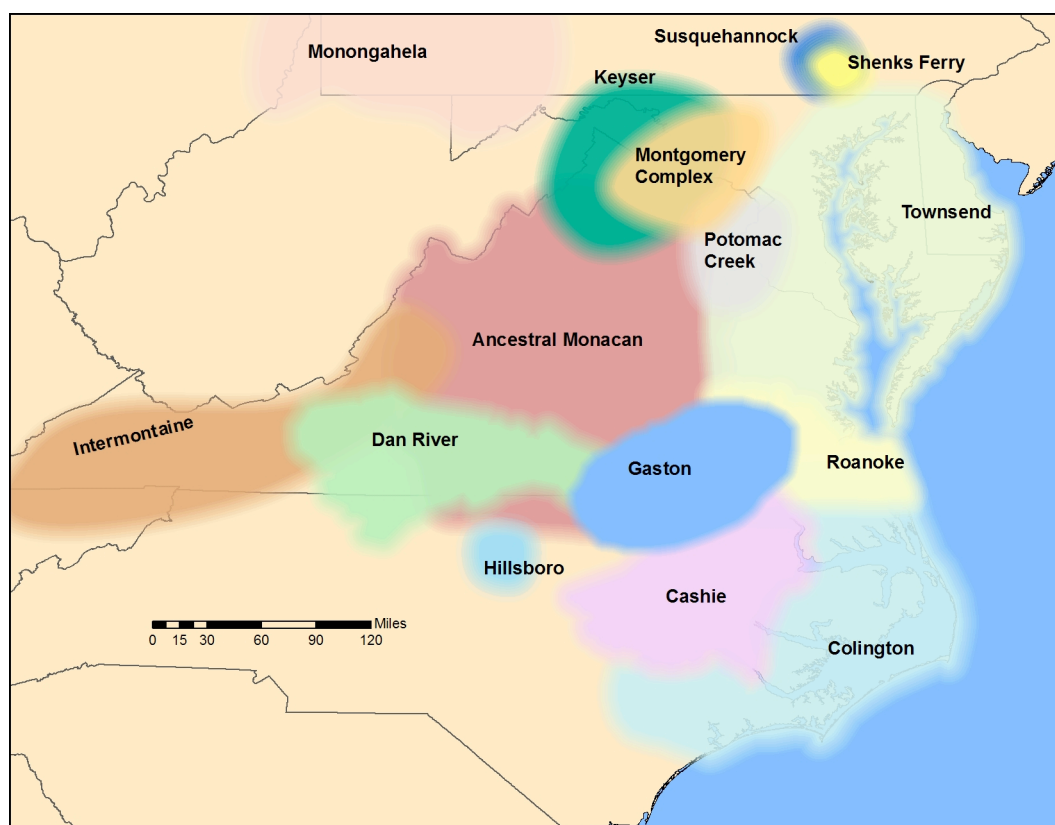 Susquehannock
Monongahela
Shenks Ferry
Keyser
Montgomery
Complex
Townsend
Potomac
Creek
Ancestral Monacan
Intermontaine
Dan River
Roanoke
Gaston
Hillsboro
Cashie
Miles
0 15 30 60 90 120
Colington